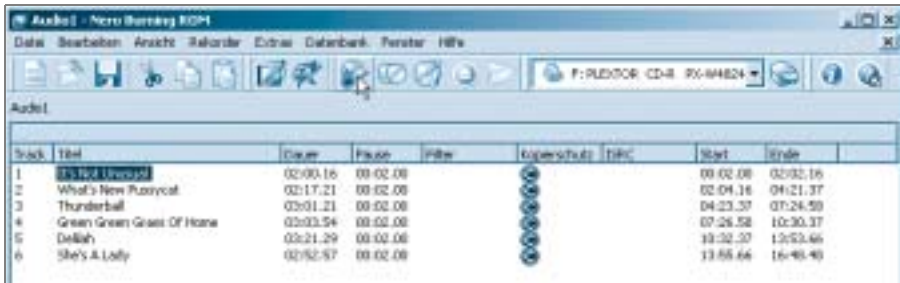 Audio1 - Nero Burning ROM
Datei Bearbeiten Ansicht Rekorder Extras Datenbank Fenster Hilfe
F: PLEXTOR CD-R PX-W4824
Audio1
Track Titel Dauer Pause Filter Kopierschutz ISRC Start Ende
1 It's Not Unusual 02:00.16 00:02.00 00:02.00 02:02.16
2 What's New Pussycat 02:17.21 00:02.00 02:04.16 04:21.37
3 Thunderball 03:01.21 00:02.00 04:23.37 07:24.58
4 Green Green Grass Of Home 03:03.54 00:02.00 07:26.58 10:30.37
5 Delilah 03:21.29 00:02.00 10:32.37 13:53.66
6 She's A Lady 02:52.57 00:02.00 13:55.66 16:48.48